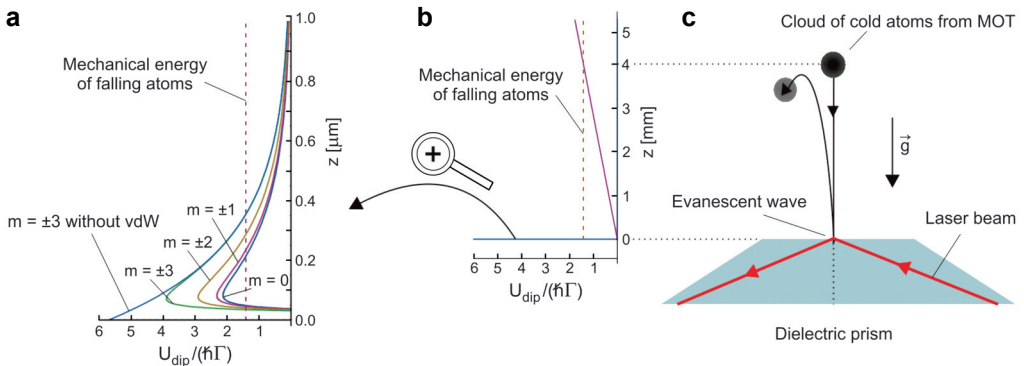 a
1.0
0.8
0.6
0.4
0.2
0.0
z [μm]
Mechanical energy
of falling atoms
m = ±3 without vdW
m = ±1
m = ±2
m = ±3
m = 0
6 5 4 3 2 1
U_dip/(ħΓ)
b
5
4
3
2
1
0
z [mm]
Mechanical energy
of falling atoms
+
6 5 4 3 2 1
U_dip/(ħΓ)
c
Cloud of cold atoms from MOT
g
Evanescent wave
Laser beam
Dielectric prism